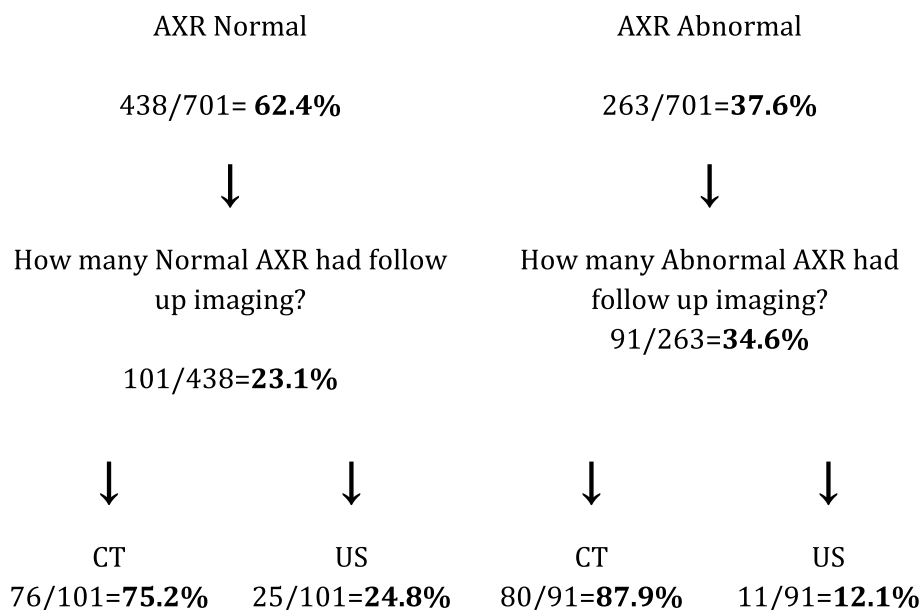 AXR Normal
438/701= 62.4%
↓
How many Normal AXR had follow
up imaging?
101/438=23.1%
↓ ↓
CT US
76/101=75.2% 25/101=24.8%
AXR Abnormal
263/701=37.6%
↓
How many Abnormal AXR had
follow up imaging?
91/263=34.6%
↓ ↓
CT US
80/91=87.9% 11/91=12.1%